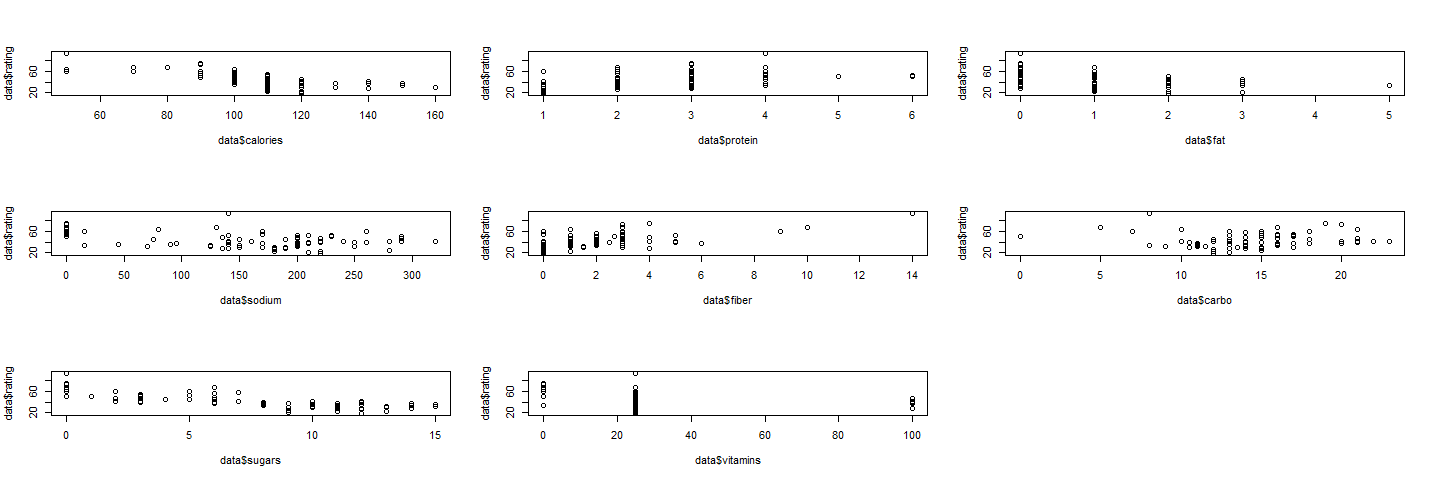 data$rating
20 60
60 80 100 120 140 160
data$calories
data$rating
20 60
1 2 3 4 5 6
data$protein
data$rating
20 60
0 1 2 3 4 5
data$fat
data$rating
20 60
0 50 100 150 200 250 300
data$sodium
data$rating
20 60
0 2 4 6 8 10 12 14
data$fiber
data$rating
20 60
0 5 10 15 20
data$carbo
data$rating
20 60
0 5 10 15
data$sugars
data$rating
20 60
0 20 40 60 80 100
data$vitamins